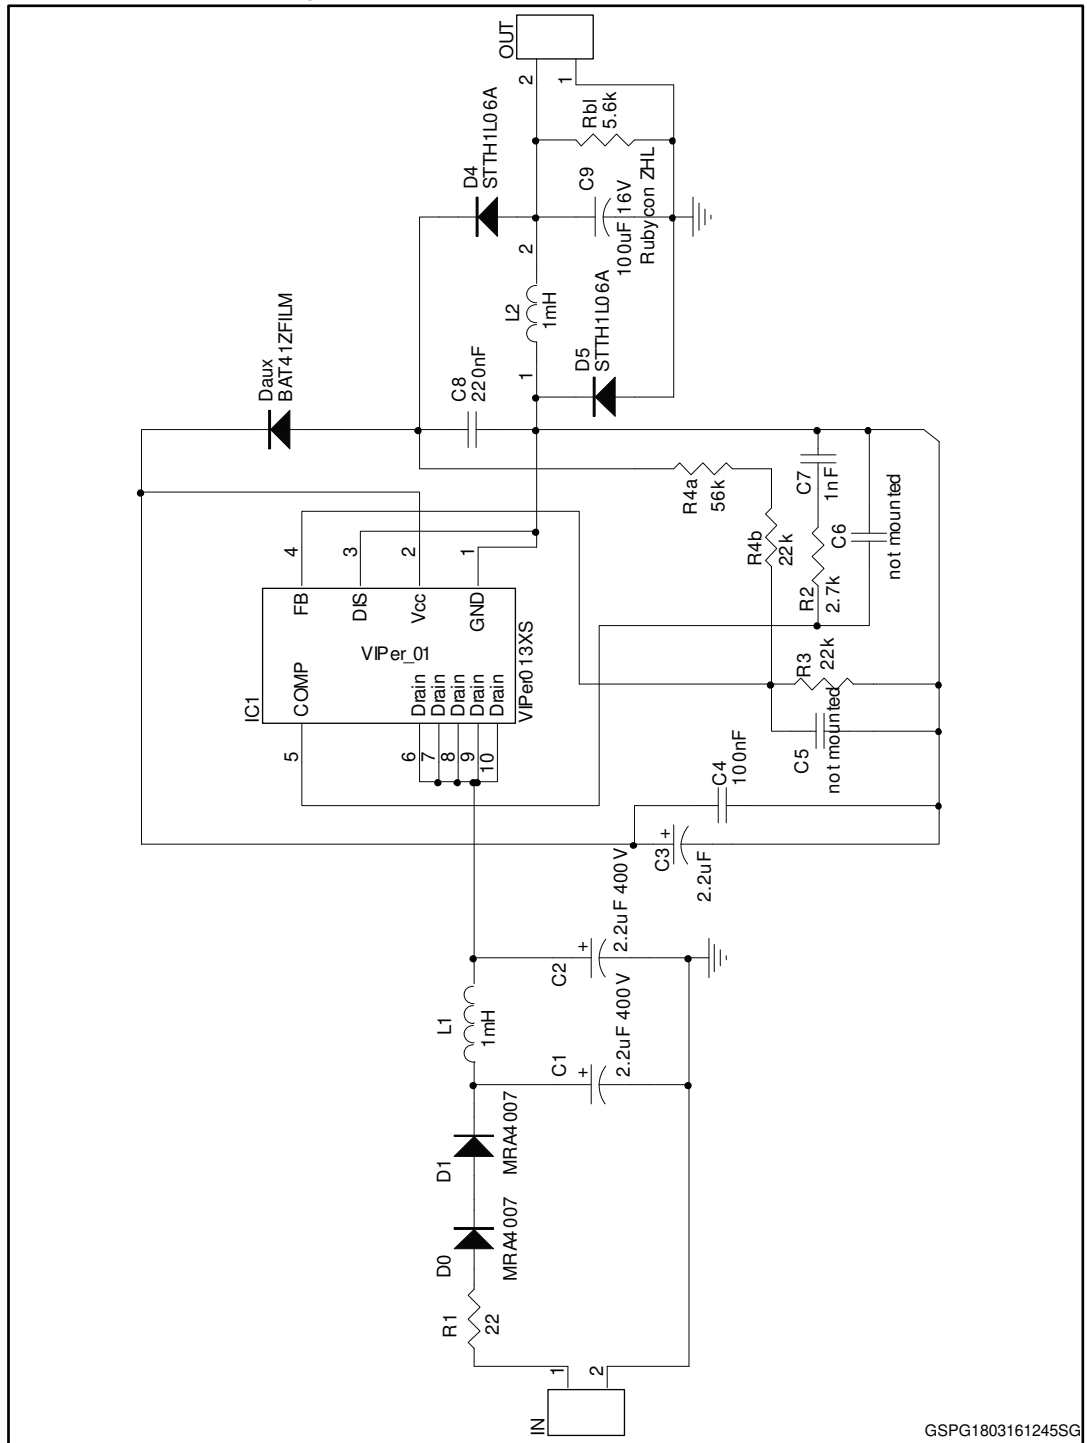 OUT
2
1
Rbl
5.6k
D4
STTH1L06A
C9
100uF 16V
Rubycon ZHL
2
L2
1mH
1
D5
STTH1L06A
Daux
BAT41ZFILM
C8
220nF
R4a
56k
R4b
22k
C7
1nF
C6
not mounted
R2
2.7k
R3
22k
C5
not mounted
C4
100nF
C3
+
2.2uF
4
3
2
1
FB
DIS
Vcc
GND
VIPer_01
IC1
COMP
Drain
Drain
Drain
Drain
Drain
VIPer013XS
5
6
7
8
9
10
C2
+
2.2uF 400V
L1
1mH
C1
+
2.2uF 400V
D1
MRA4007
D0
MRA4007
R1
22
1
2
IN
GSPG1803161245SG